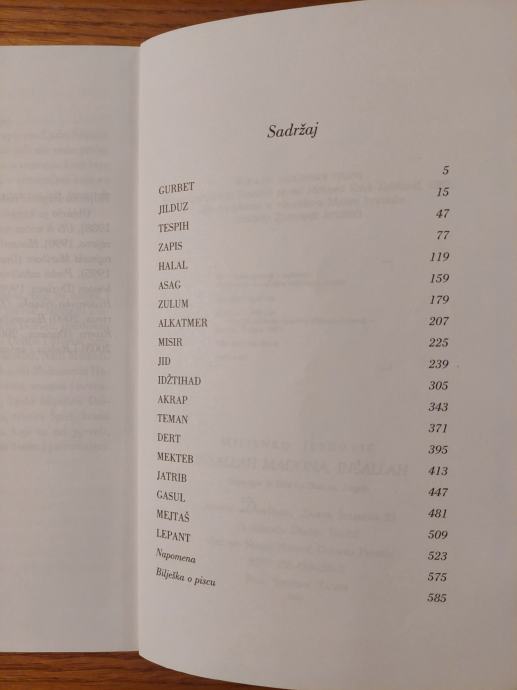 Sadržaj
GURBET 5
JILDUZ 15
TESPIH 47
ZAPIS 77
HALAL 119
ASAG 159
ZULUM 179
ALKATMER 207
MISIR 225
JID 239
IDŽTIHAD 305
AKRAP 343
TEMAN 371
DERT 395
MEKTEB 413
JATRIB 447
GASUL 481
MEJTAŠ 509
LEPANT 523
Napomena 575
Bilješka o piscu 585